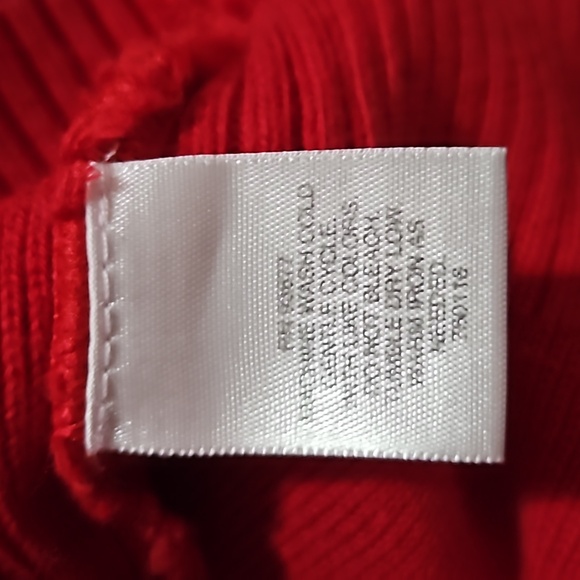 MACHINE WASH COLD
GENTLE CYCLE
WITH LIKE COLORS
DO NOT BLEACH
TUMBLE DRY LOW
WARM IRON AS
NEEDED